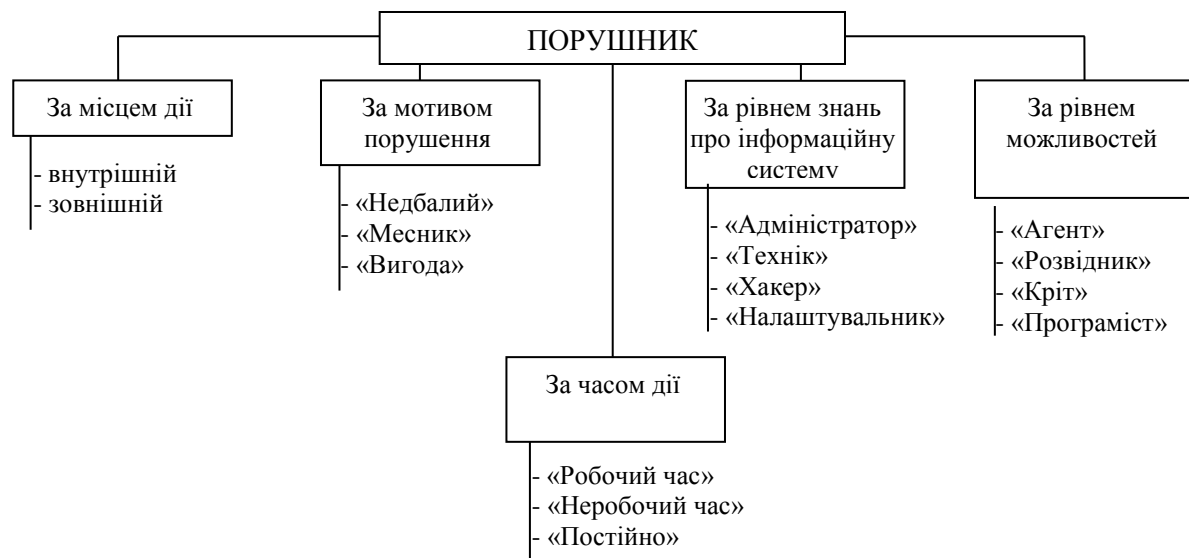 ПОРУШНИК
За місцем дії
- внутрішній
- зовнішній
За мотивом
порушення
- «Недбалий»
- «Месник»
- «Вигода»
За рівнем знань
про інформаційну
систему
- «Адміністратор»
- «Технік»
- «Хакер»
- «Налаштувальник»
За рівнем
можливостей
- «Агент»
- «Розвідник»
- «Кріт»
- «Програміст»
За часом дії
- «Робочий час»
- «Неробочий час»
- «Постійно»